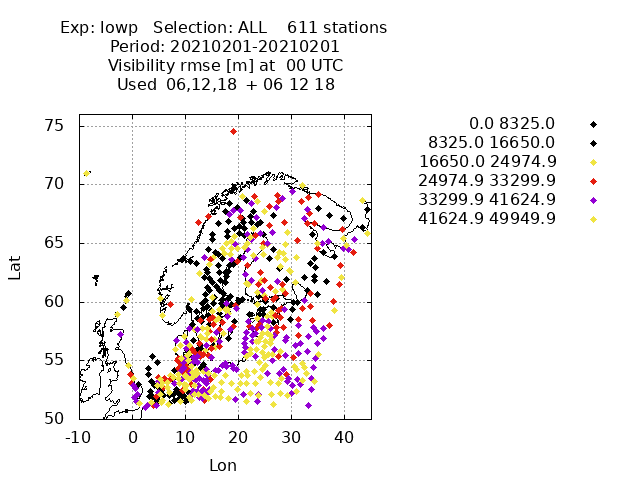 Exp: Iowp   Selection: ALL    611 stations
Period: 20210201-20210201
Visibility rmse [m] at  00 UTC
Used  06,12,18  + 06 12 18
0.0 8325.0
8325.0 16650.0
16650.0 24974.9
24974.9 33299.9
33299.9 41624.9
41624.9 49949.9
75
70
65
60
55
50
Lat
-10 0 10 20 30 40
Lon